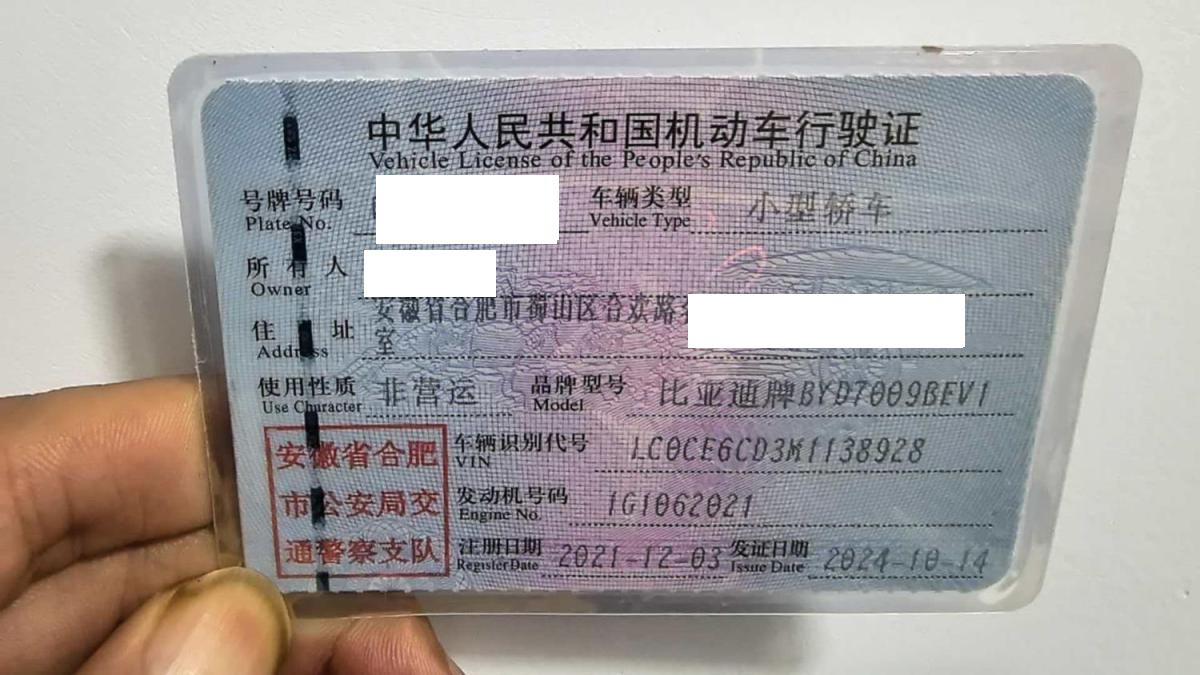 中华人民共和国机动车行驶证
Vehicle License of the People's Republic of China
号牌号码 车辆类型 小型轿车
Plate No. Vehicle Type
所有人
Owner
安徽省合肥市蜀山区合欢路
住址 室
Address
使用性质 非营运 品牌型号 比亚迪牌BYD7009BEV1
Use Character Model
安徽省合肥 车辆识别代号 LC0CE6CD3M1138928
VIN
市公安局交 发动机号码 1G1062021
Engine No.
通警察支队 注册日期 2021-12-03 发证日期 2024-10-14
Register Date Issue Date